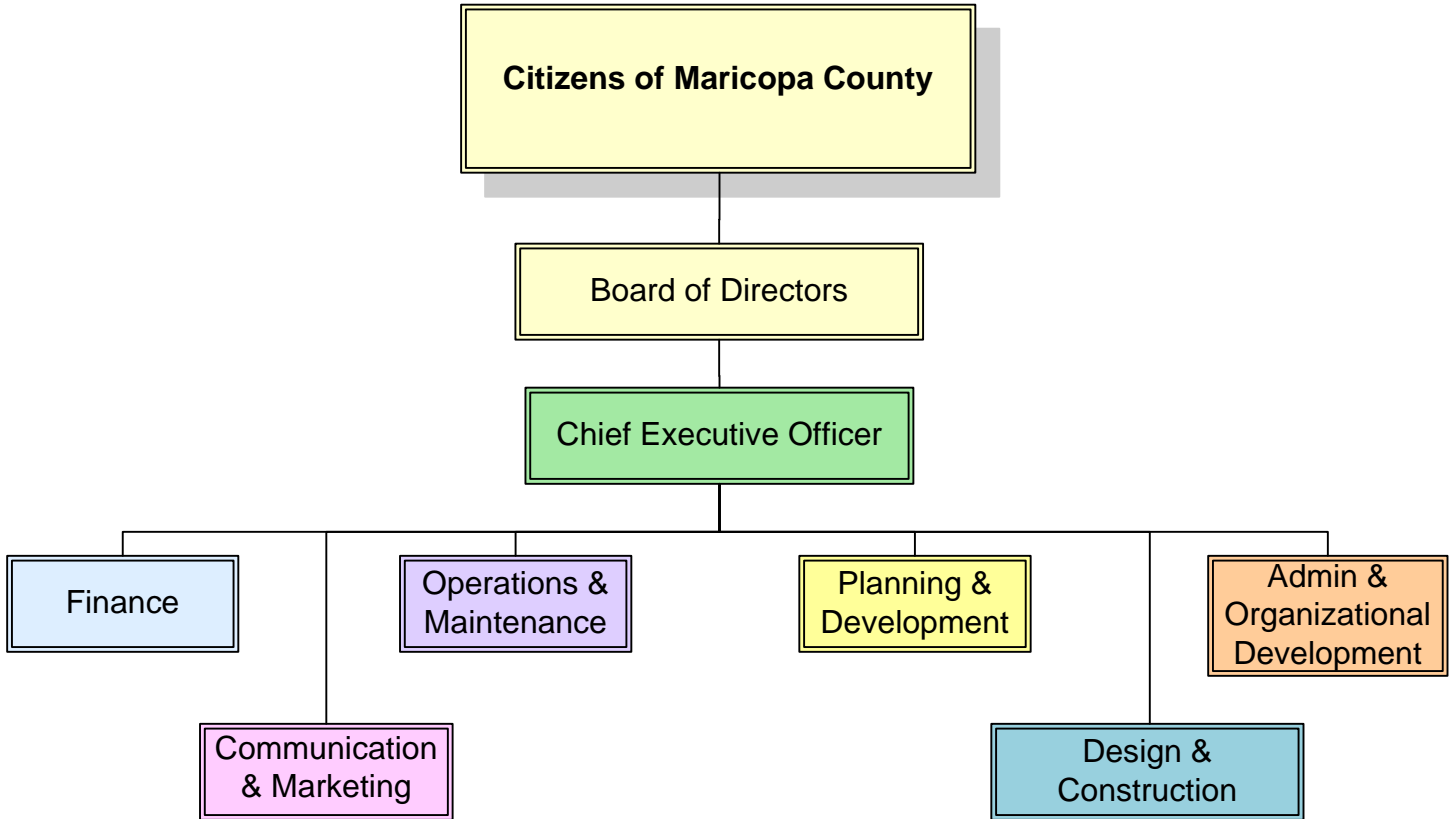 Citizens of Maricopa County
Board of Directors
Chief Executive Officer
Finance
Operations &
Maintenance
Planning &
Development
Admin &
Organizational
Development
Communication
& Marketing
Design &
Construction